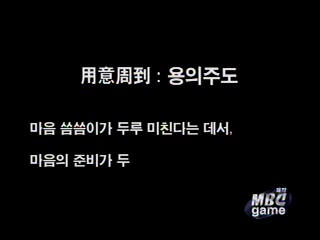 用意周到 : 용의주도
마음 씀씀이가 두루 미친다는 데서,
마음의 준비가 두
MBC
game